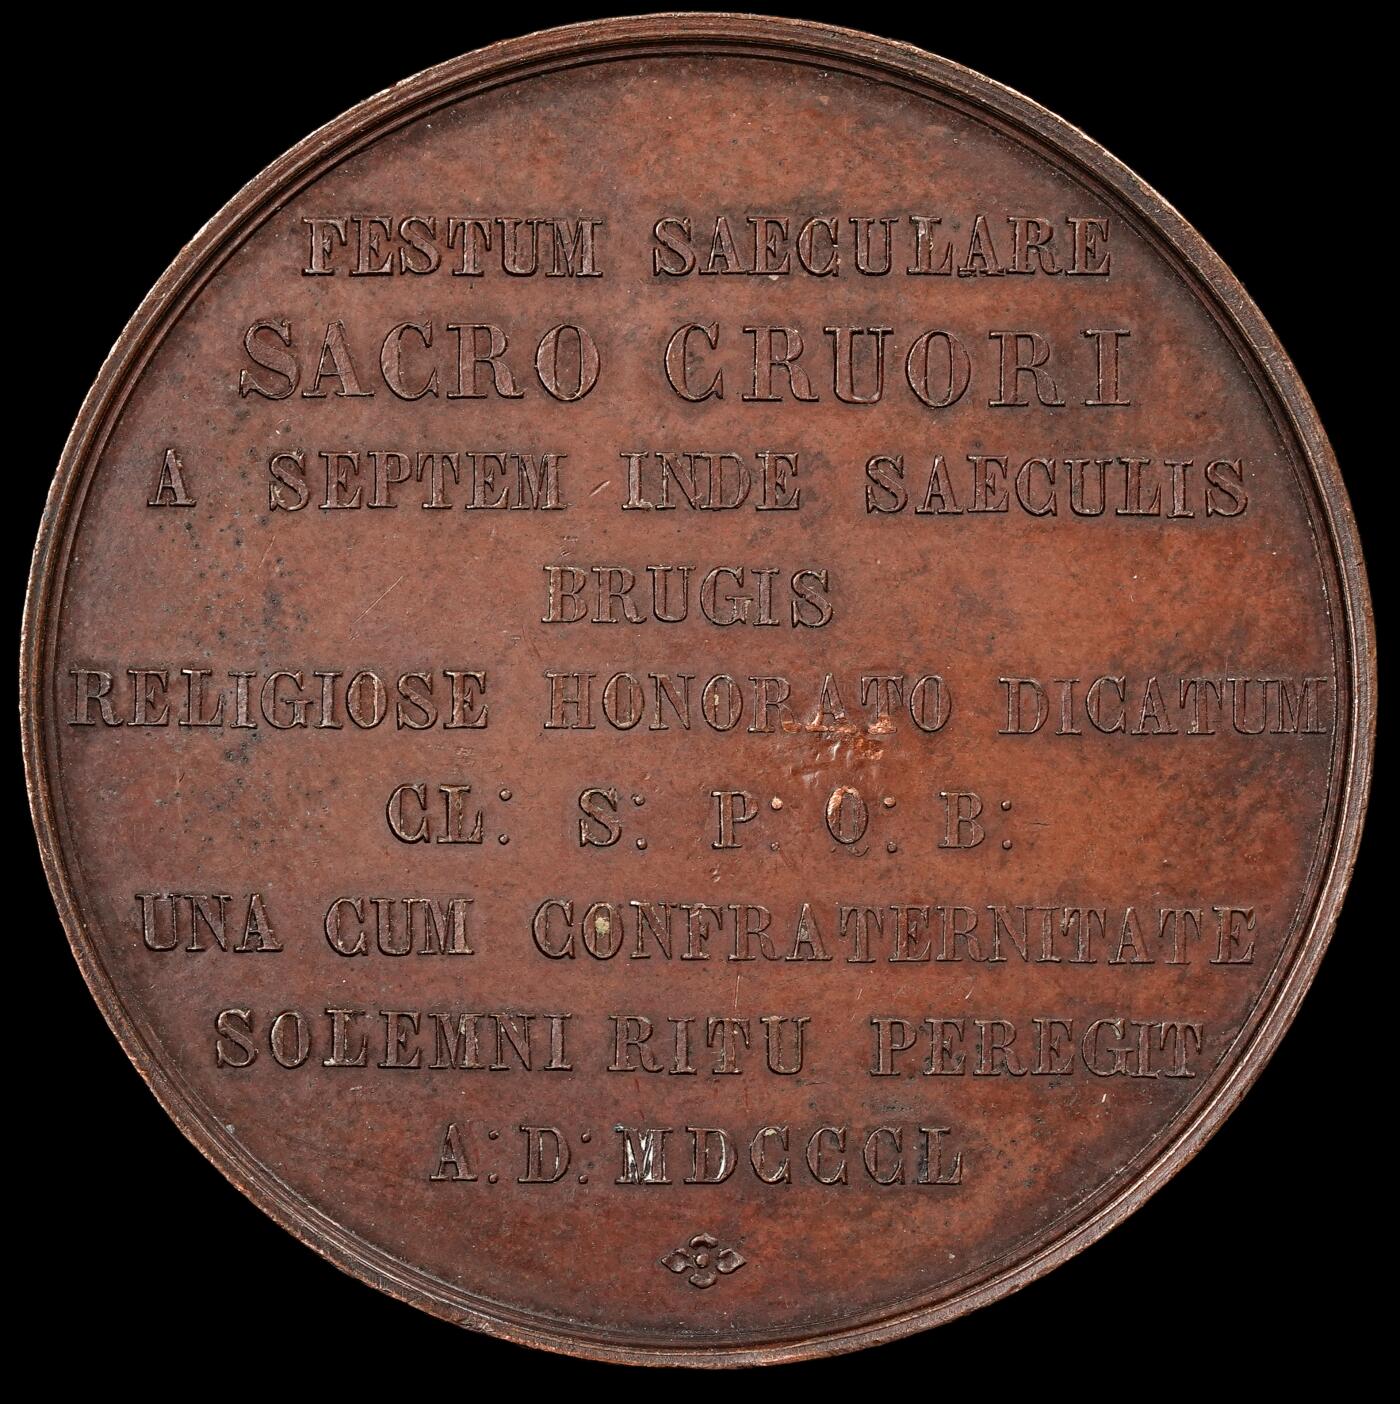 FESTUM SAECULARE
SACRO CRUORI
A SEPTEM INDE SAECULIS
BRUGIS
RELIGIOSE HONORATO DICATUM
CL: S: P: Q: B:
UNA CUM CONFRATERNITATE
SOLEMNI RITU PEREGIT
A: D: MDCCCL